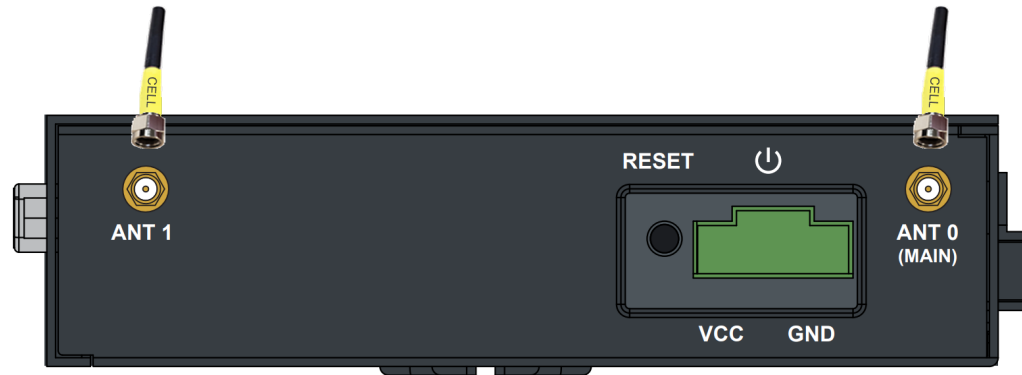 CELL
CELL
RESET
ANT 1
ANT 0
(MAIN)
VCC GND